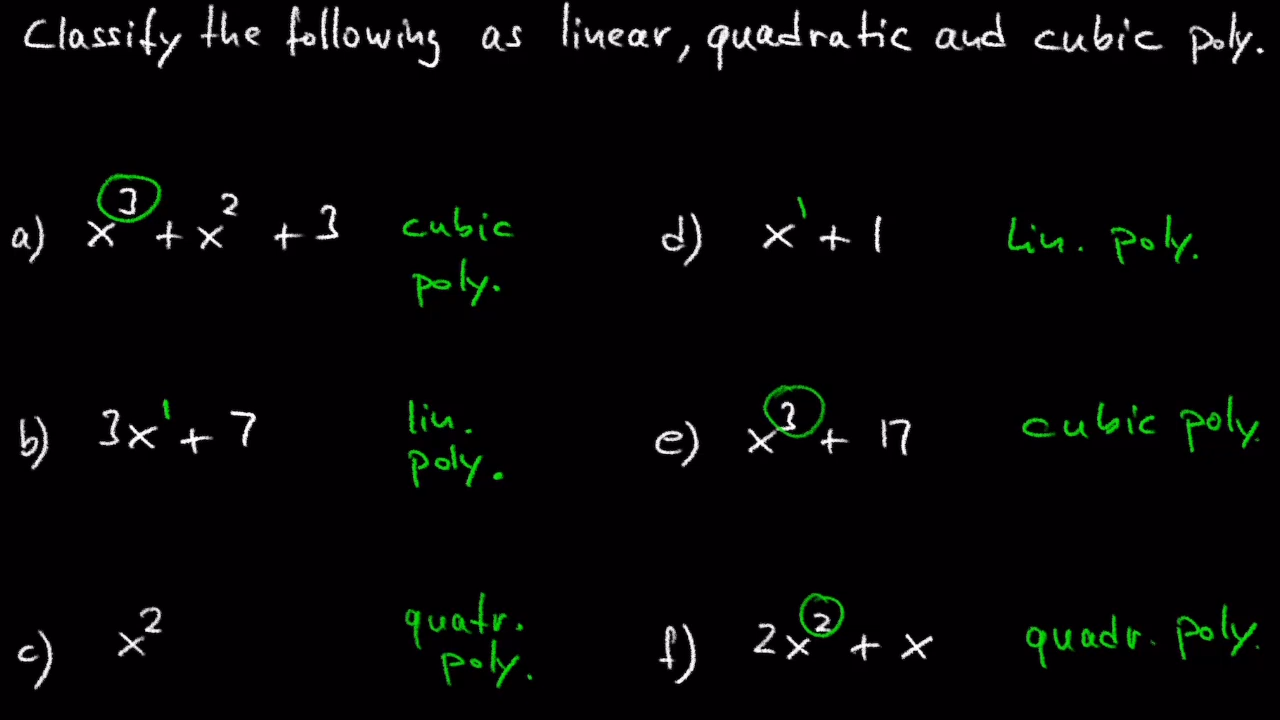 Classify the following as linear, quadratic and cubic poly.
a) x³ + x² + 3 cubic poly.
d) x¹ + 1 Lin. poly.
b) 3x¹ + 7 lin. poly.
e) x³ + 17 cubic poly.
c) x² quatr. poly.
f) 2x² + x quadr. poly.